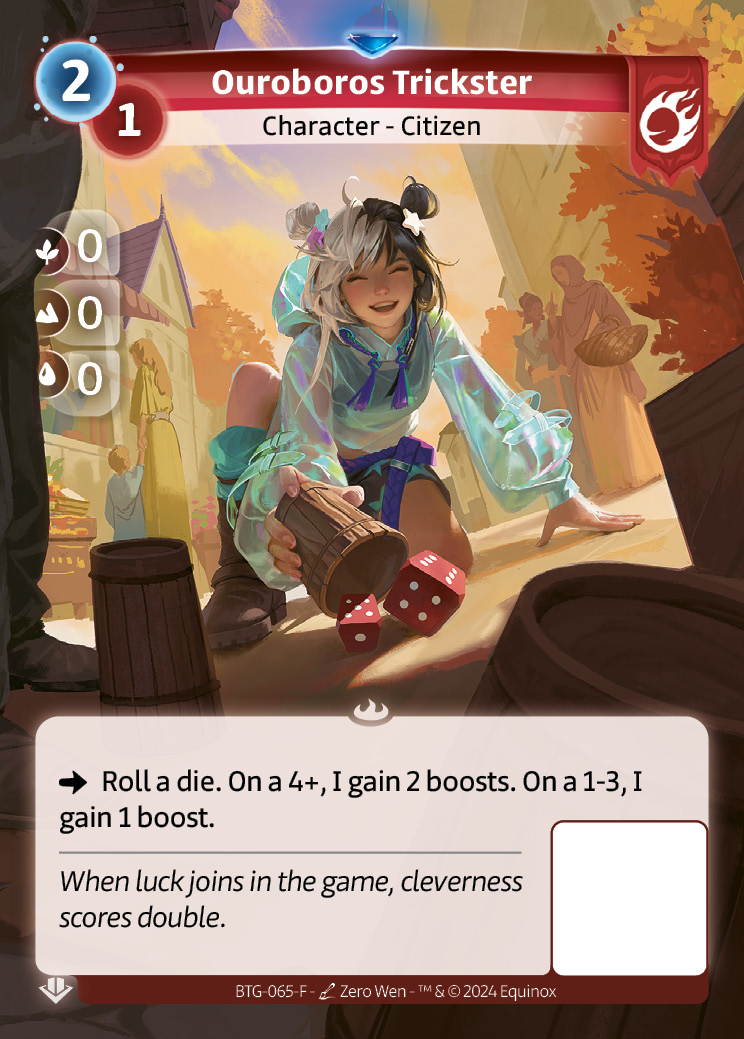 2
Ouroboros Trickster
1
Character - Citizen
0
0
0
Roll a die. On a 4+, I gain 2 boosts. On a 1-3, I
gain 1 boost.
When luck joins in the game, cleverness
scores double.
BTG-065-F - Zero Wen - ™ & © 2024 Equinox